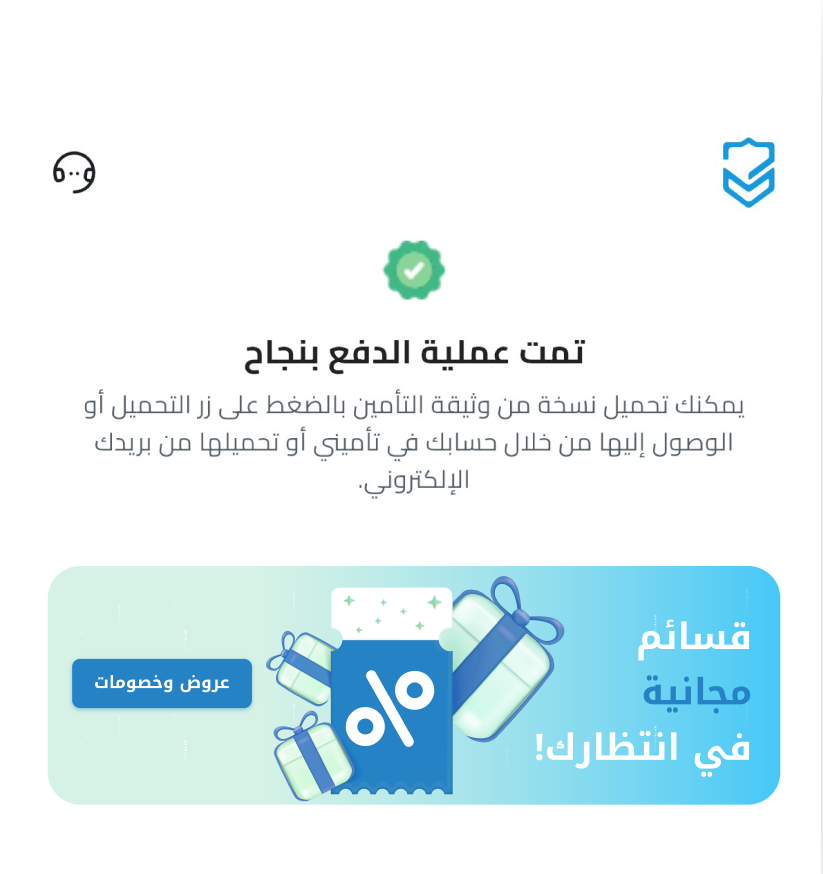 تمت عملية الدفع بنجاح
يمكنك تحميل نسخة من وثيقة التأمين بالضغط على زر التحميل أو
الوصول إليها من خلال حسابك في تأميني أو تحميلها من بريدك
الإلكتروني.
قسائم
مجانية
في انتظارك!
%
عروض وخصومات